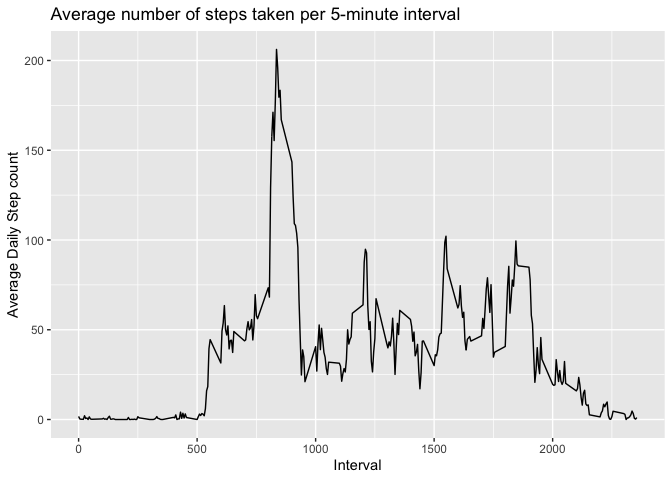 Average number of steps taken per 5-minute interval
200
150
100
50
0
Average Daily Step count
0 500 1000 1500 2000
Interval